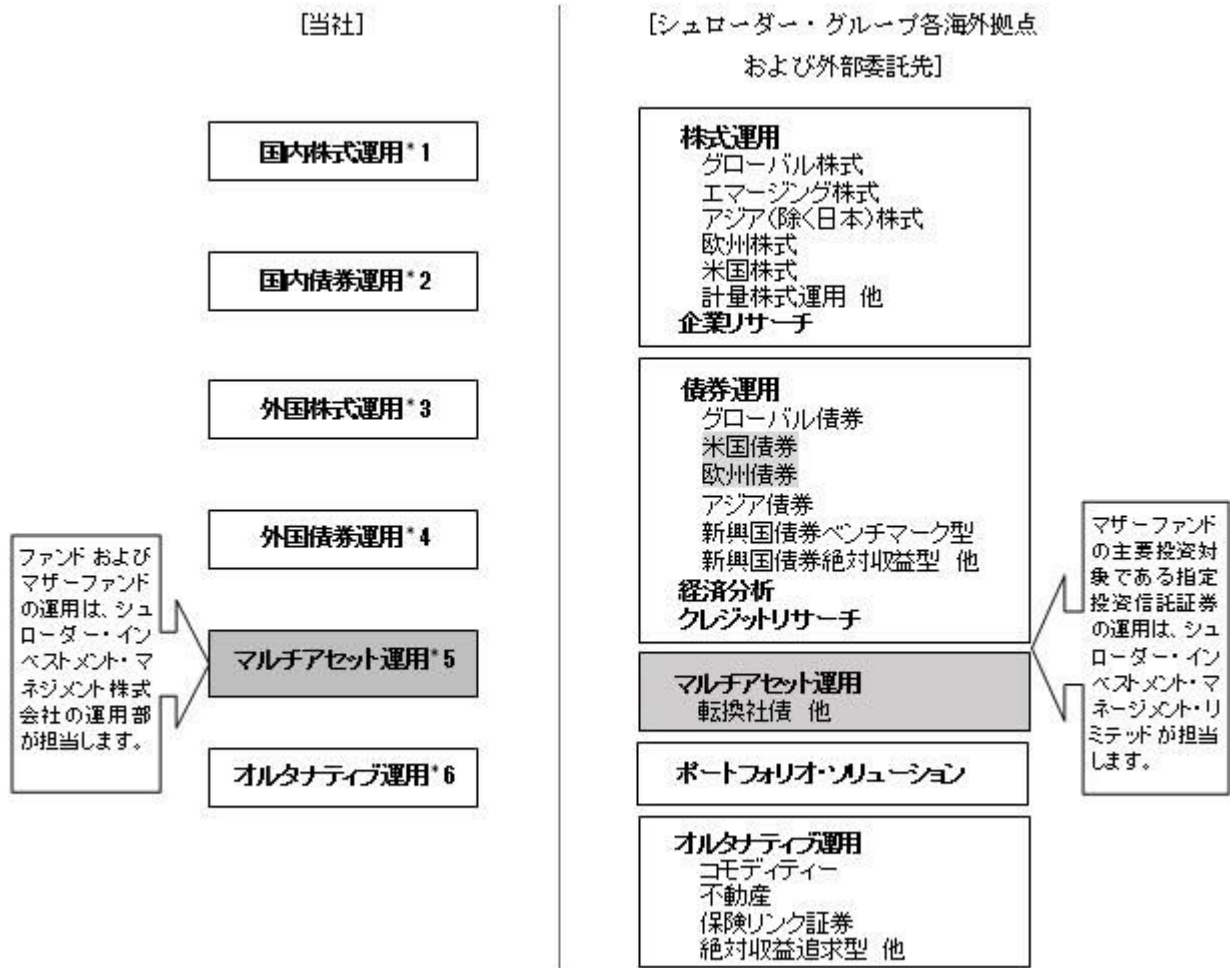 [当社]
国内株式運用*1
国内債券運用*2
外国株式運用*3
外国債券運用*4
マルチアセット運用*5
オルタナティブ運用*6
ファンドおよび
マザーファンド
の運用は、シュ
ローダー・イン
ベストメント・マ
ネジメント株式
会社の運用部
が担当します。
[シュローダー・グループ各海外拠点
および外部委託先]
株式運用
グローバル株式
エマージング株式
アジア(除く日本)株式
欧州株式
米国株式
計量株式運用 他
企業リサーチ
債券運用
グローバル債券
米国債券
欧州債券
アジア債券
新興国債券ベンチマーク型
新興国債券絶対収益型 他
経済分析
クレジットリサーチ
マルチアセット運用
転換社債 他
ポートフォリオ・ソリューション
オルタナティブ運用
コモディティー
不動産
保険リンク証券
絶対収益追求型 他
マザーファンド
の主要投資対
象である指定
投資信託証券
の運用は、シュ
ローダー・イン
ベストメント・マ
ネージメント・リ
ミテッドが担当
します。